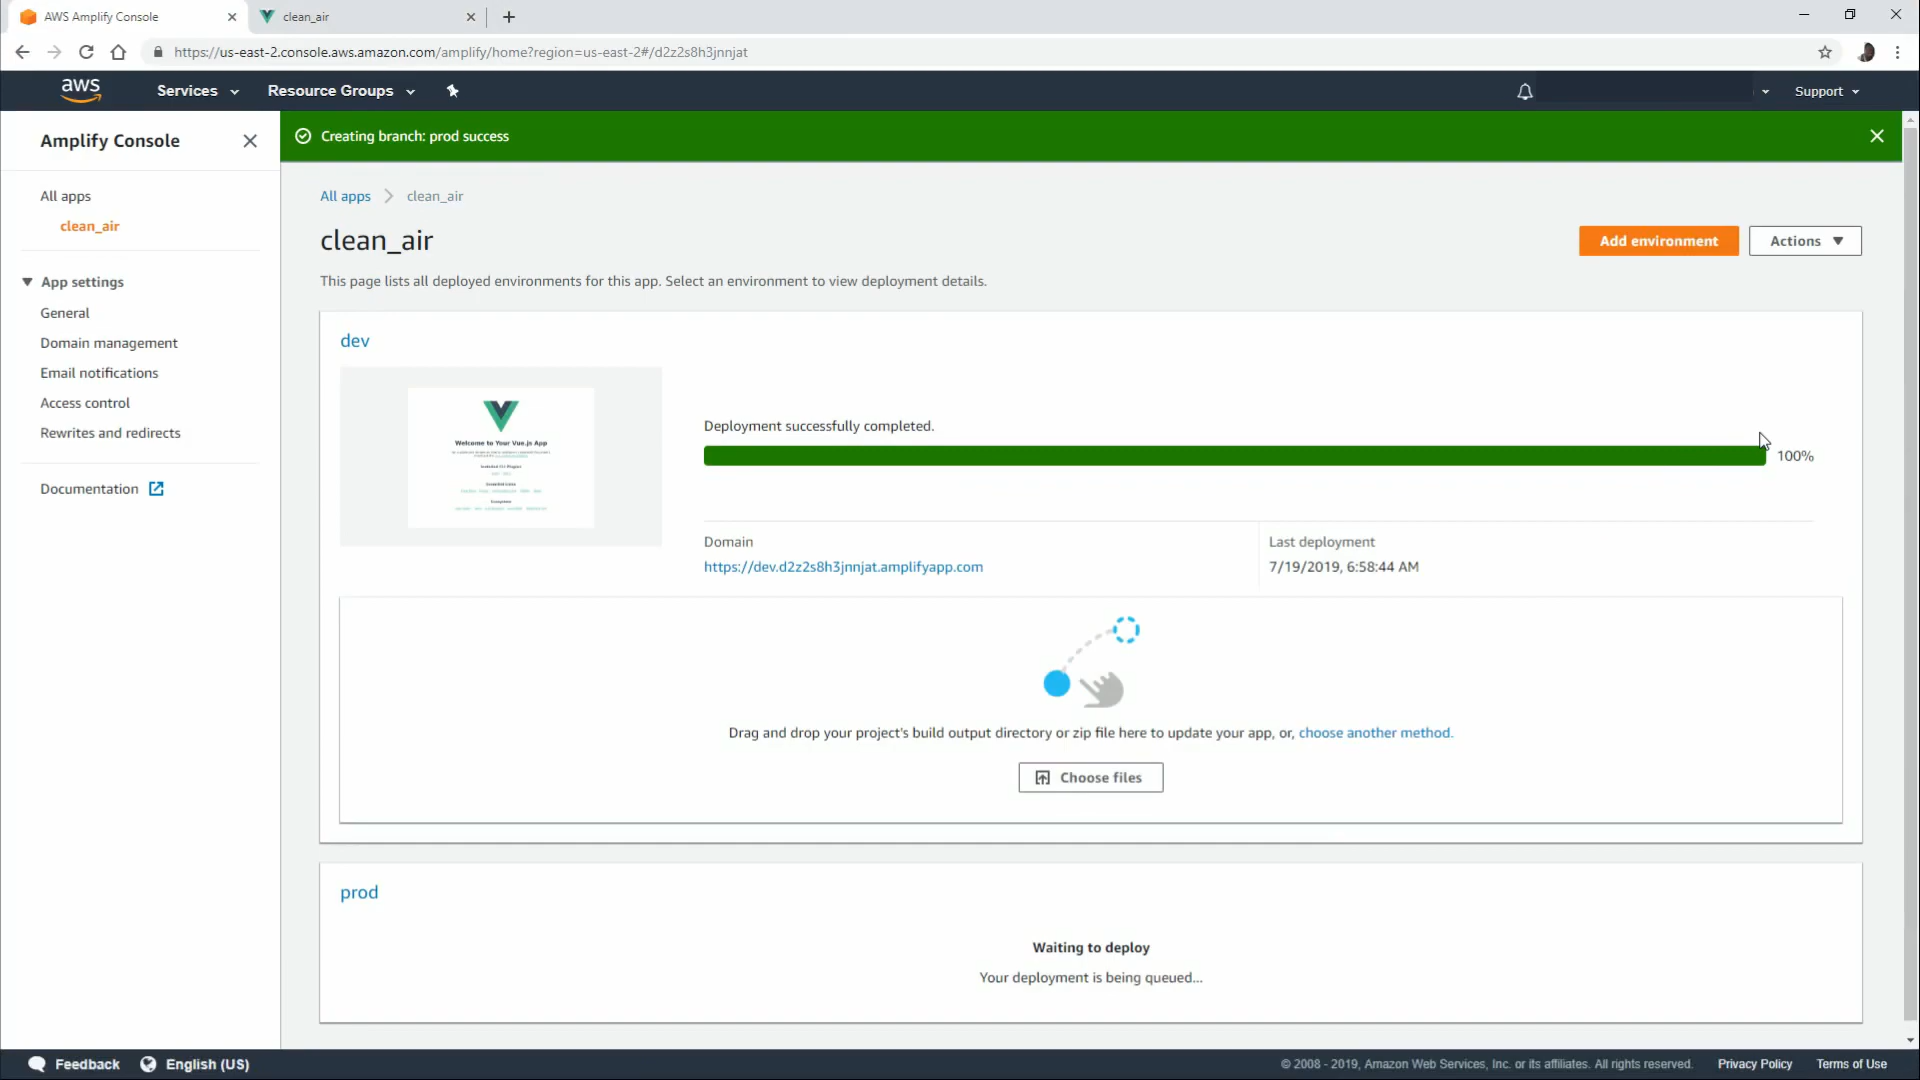 AWS Amplify Console
clean_air
https://us-east-2.console.aws.amazon.com/amplify/home?region=us-east-2#/d2z2s8h3jnnjat
aws
Services
Resource Groups
Support
Amplify Console
Creating branch: prod success
All apps
clean_air
App settings
General
Domain management
Email notifications
Access control
Rewrites and redirects
Documentation
All apps
clean_air
clean_air
Add environment
Actions
This page lists all deployed environments for this app. Select an environment to view deployment details.
dev
Welcome to Your Vue.js App
Deployment successfully completed.
100%
Domain
https://dev.d2z2s8h3jnnjat.amplifyapp.com
Last deployment
7/19/2019, 6:58:44 AM
Drag and drop your project's build output directory or zip file here to update your app, or, choose another method.
Choose files
prod
Waiting to deploy
Your deployment is being queued...
Feedback
English (US)
© 2008 - 2019, Amazon Web Services, Inc. or its affiliates. All rights reserved.
Privacy Policy
Terms of Use